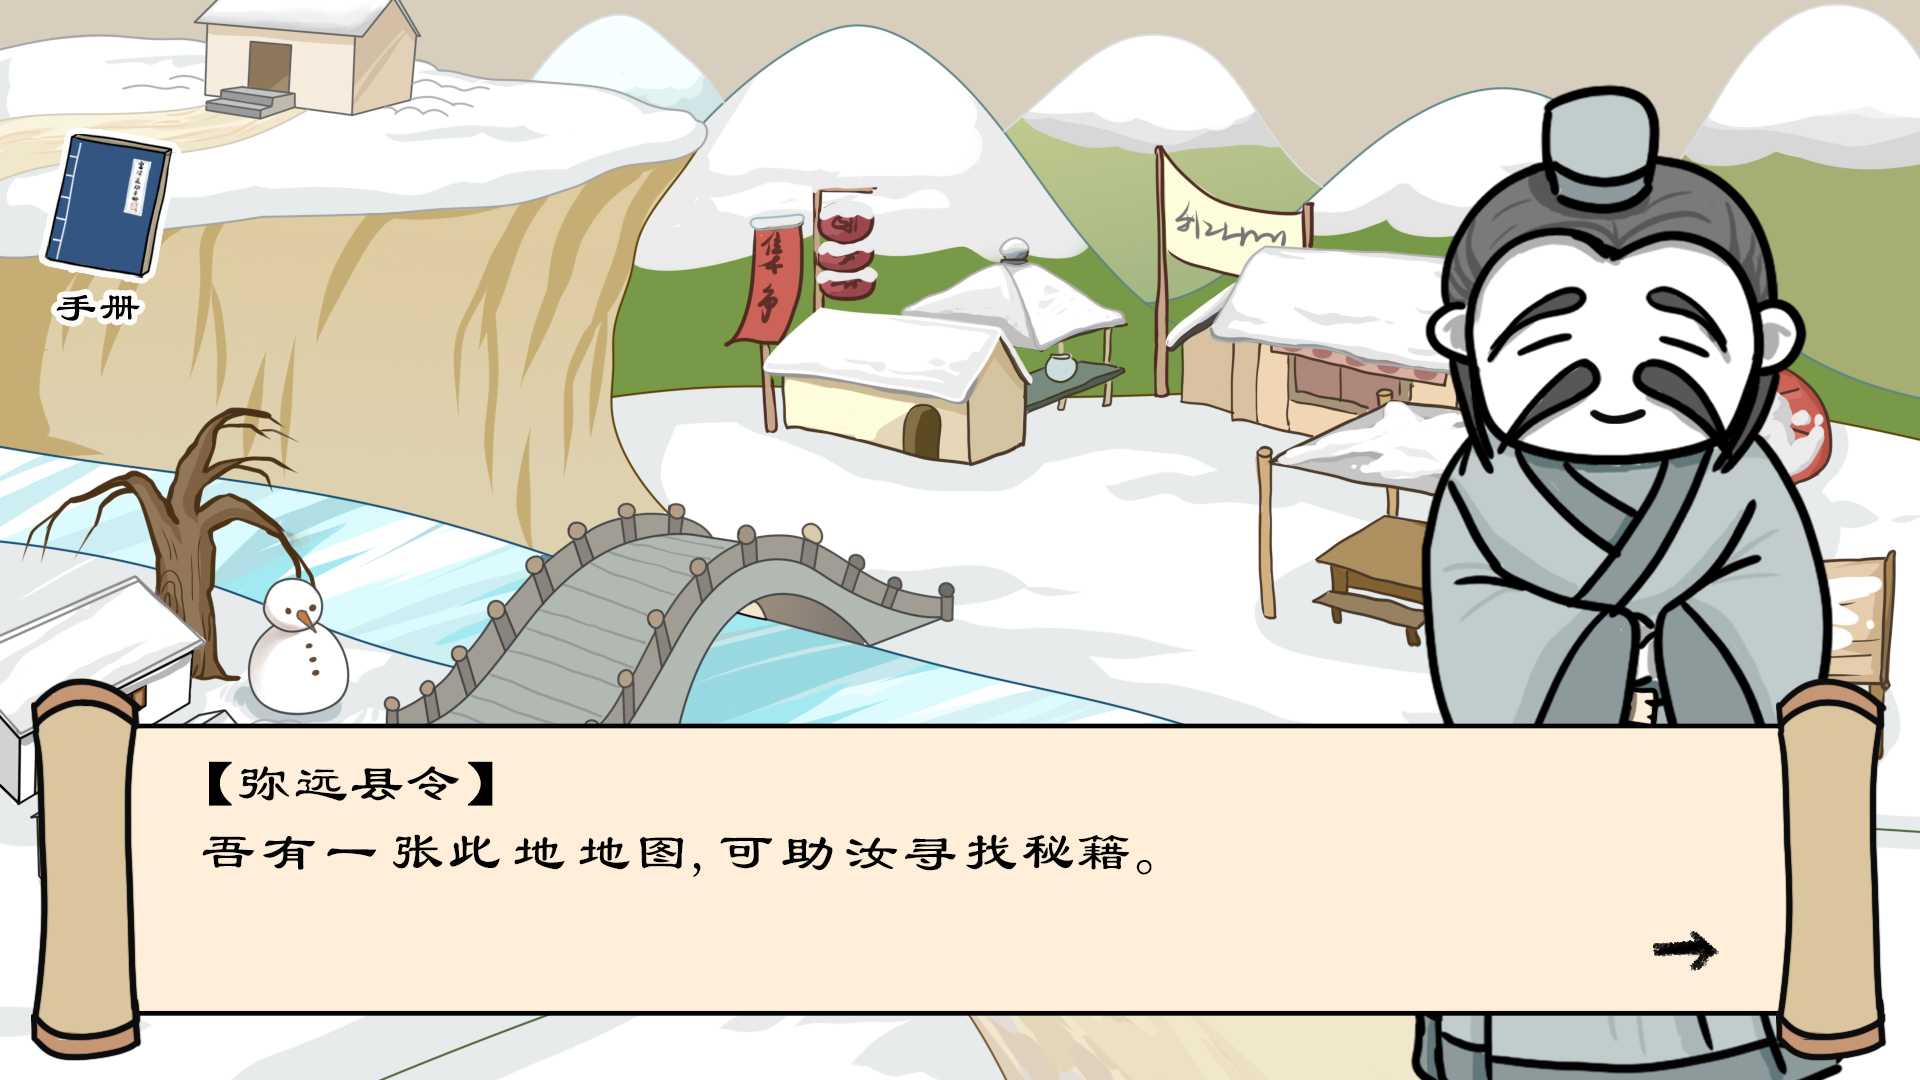 手册
【弥远县令】
吾有一张此地地图,可助汝寻找秘籍。